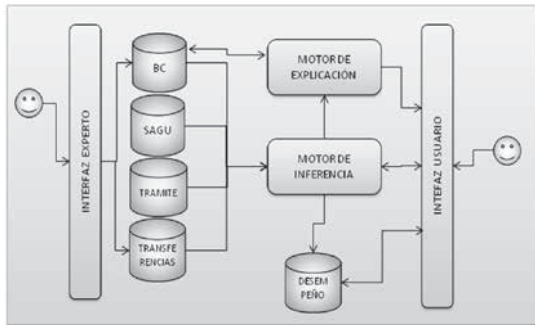 INTERFAZ EXPERTO
BC
SAGU
TRAMITE
TRANSFE
RENCIAS
MOTOR DE
EXPLICACIÓN
MOTOR DE
INFERENCIA
DESEM
PEÑO
INTEFAZ USUARIO